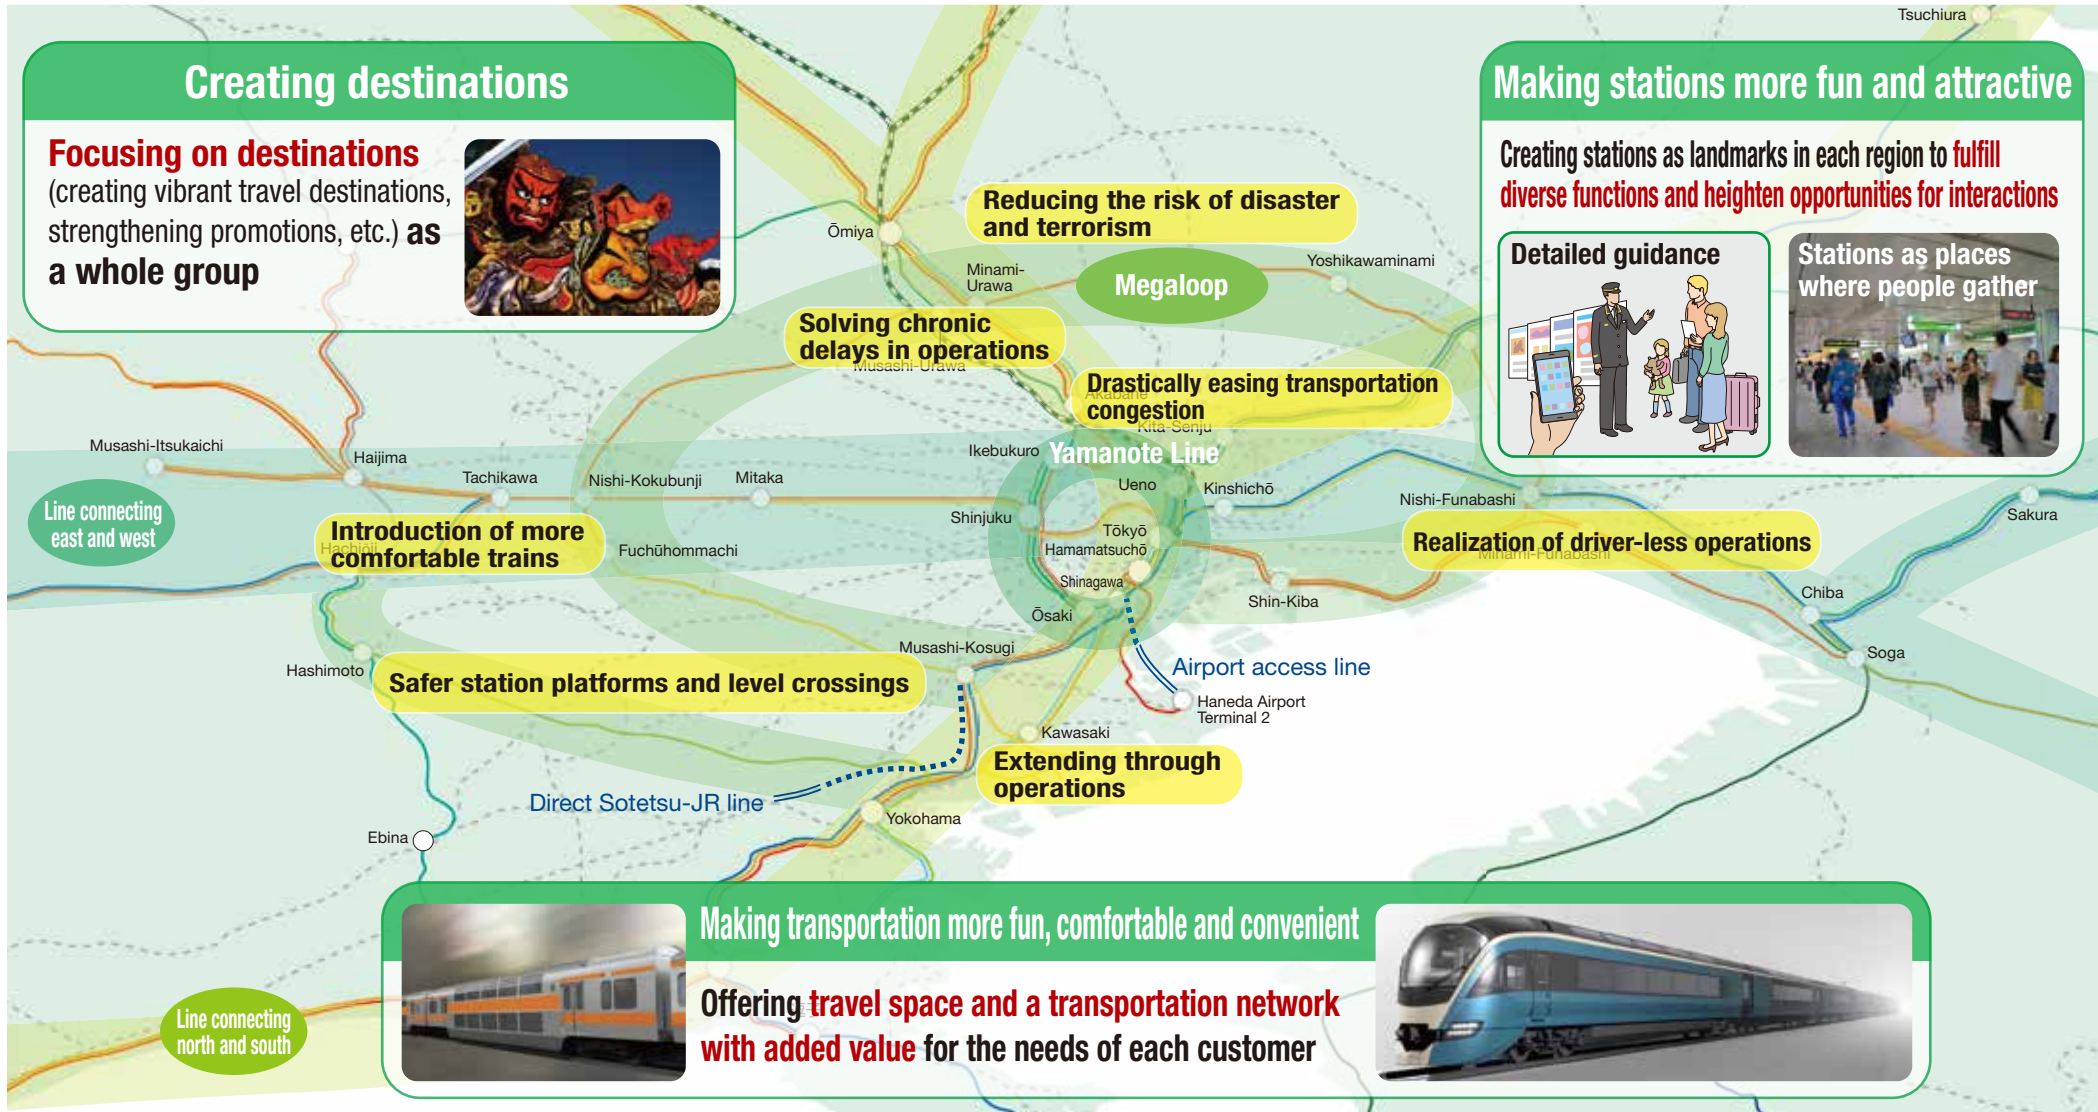 Tsuchiura
Creating destinations
Focusing on destinations
(creating vibrant travel destinations,
strengthening promotions, etc.) as
a whole group
Making stations more fun and attractive
Creating stations as landmarks in each region to fulfill
diverse functions and heighten opportunities for interactions
Detailed guidance
Stations as places
where people gather
Reducing the risk of disaster
and terrorism
Ōmiya
Minami-
Urawa
Megaloop
Yoshikawaminami
Solving chronic
delays in operations
Musashi-Urawa
Drastically easing transportation
congestion
Akabane
Kita-Senju
Musashi-Itsukaichi
Haijima
Tachikawa
Nishi-Kokubunji
Mitaka
Ikebukuro
Yamanote Line
Ueno
Kinshichō
Nishi-Funabashi
Sakura
Line connecting
east and west
Introduction of more
comfortable trains
Hachiōji
Fuchūhommachi
Shinjuku
Tōkyō
Hamamatsuchō
Shinagawa
Realization of driver-less operations
Minami-Funabashi
Ōsaki
Shin-Kiba
Chiba
Hashimoto
Musashi-Kosugi
Soga
Safer station platforms and level crossings
Airport access line
Haneda Airport
Terminal 2
Kawasaki
Extending through
operations
Direct Sotetsu-JR line
Yokohama
Ebina
Making transportation more fun, comfortable and convenient
Offering travel space and a transportation network
with added value for the needs of each customer
Line connecting
north and south